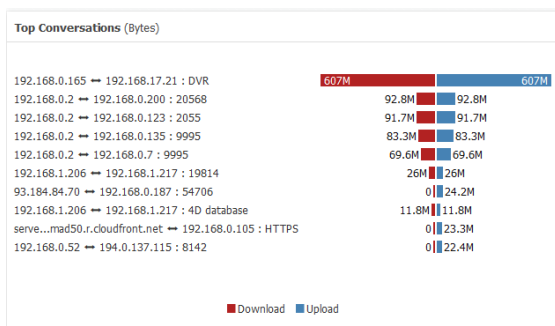 Top Conversations (Bytes)
192.168.0.165 ↔ 192.168.17.21 : DVR 607M 607M
192.168.0.2 ↔ 192.168.0.200 : 20568 92.8M 92.8M
192.168.0.2 ↔ 192.168.0.123 : 2055 91.7M 91.7M
192.168.0.2 ↔ 192.168.0.135 : 9995 83.3M 83.3M
192.168.0.2 ↔ 192.168.0.7 : 9995 69.6M 69.6M
192.168.1.206 ↔ 192.168.1.217 : 19814 26M 26M
93.184.84.70 ↔ 192.168.0.187 : 54706 0 24.2M
192.168.1.206 ↔ 192.168.1.217 : 4D database 11.8M 11.8M
serve...mad50.r.cloudfront.net ↔ 192.168.0.105 : HTTPS 0 23.3M
192.168.0.52 ↔ 194.0.137.115 : 8142 0 22.4M
Download Upload